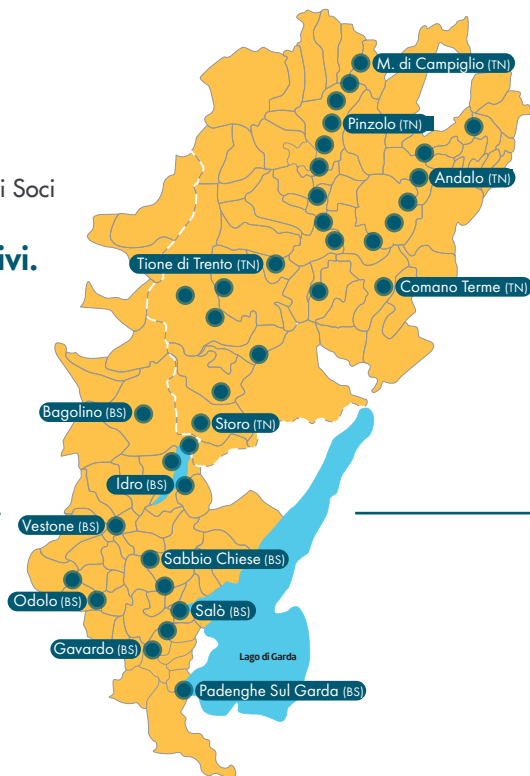 M. di Campiglio (TN)
Pinzolo (TN)
Andalo (TN)
i Soci
ivi.
Tione di Trento (TN)
Comano Terme (TN)
Bagolino (BS)
Storo (TN)
Idro (BS)
Vestone (BS)
Sabbio Chiese (BS)
Odolo (BS)
Salò (BS)
Gavardo (BS)
Lago di Garda
Padenghe Sul Garda (BS)